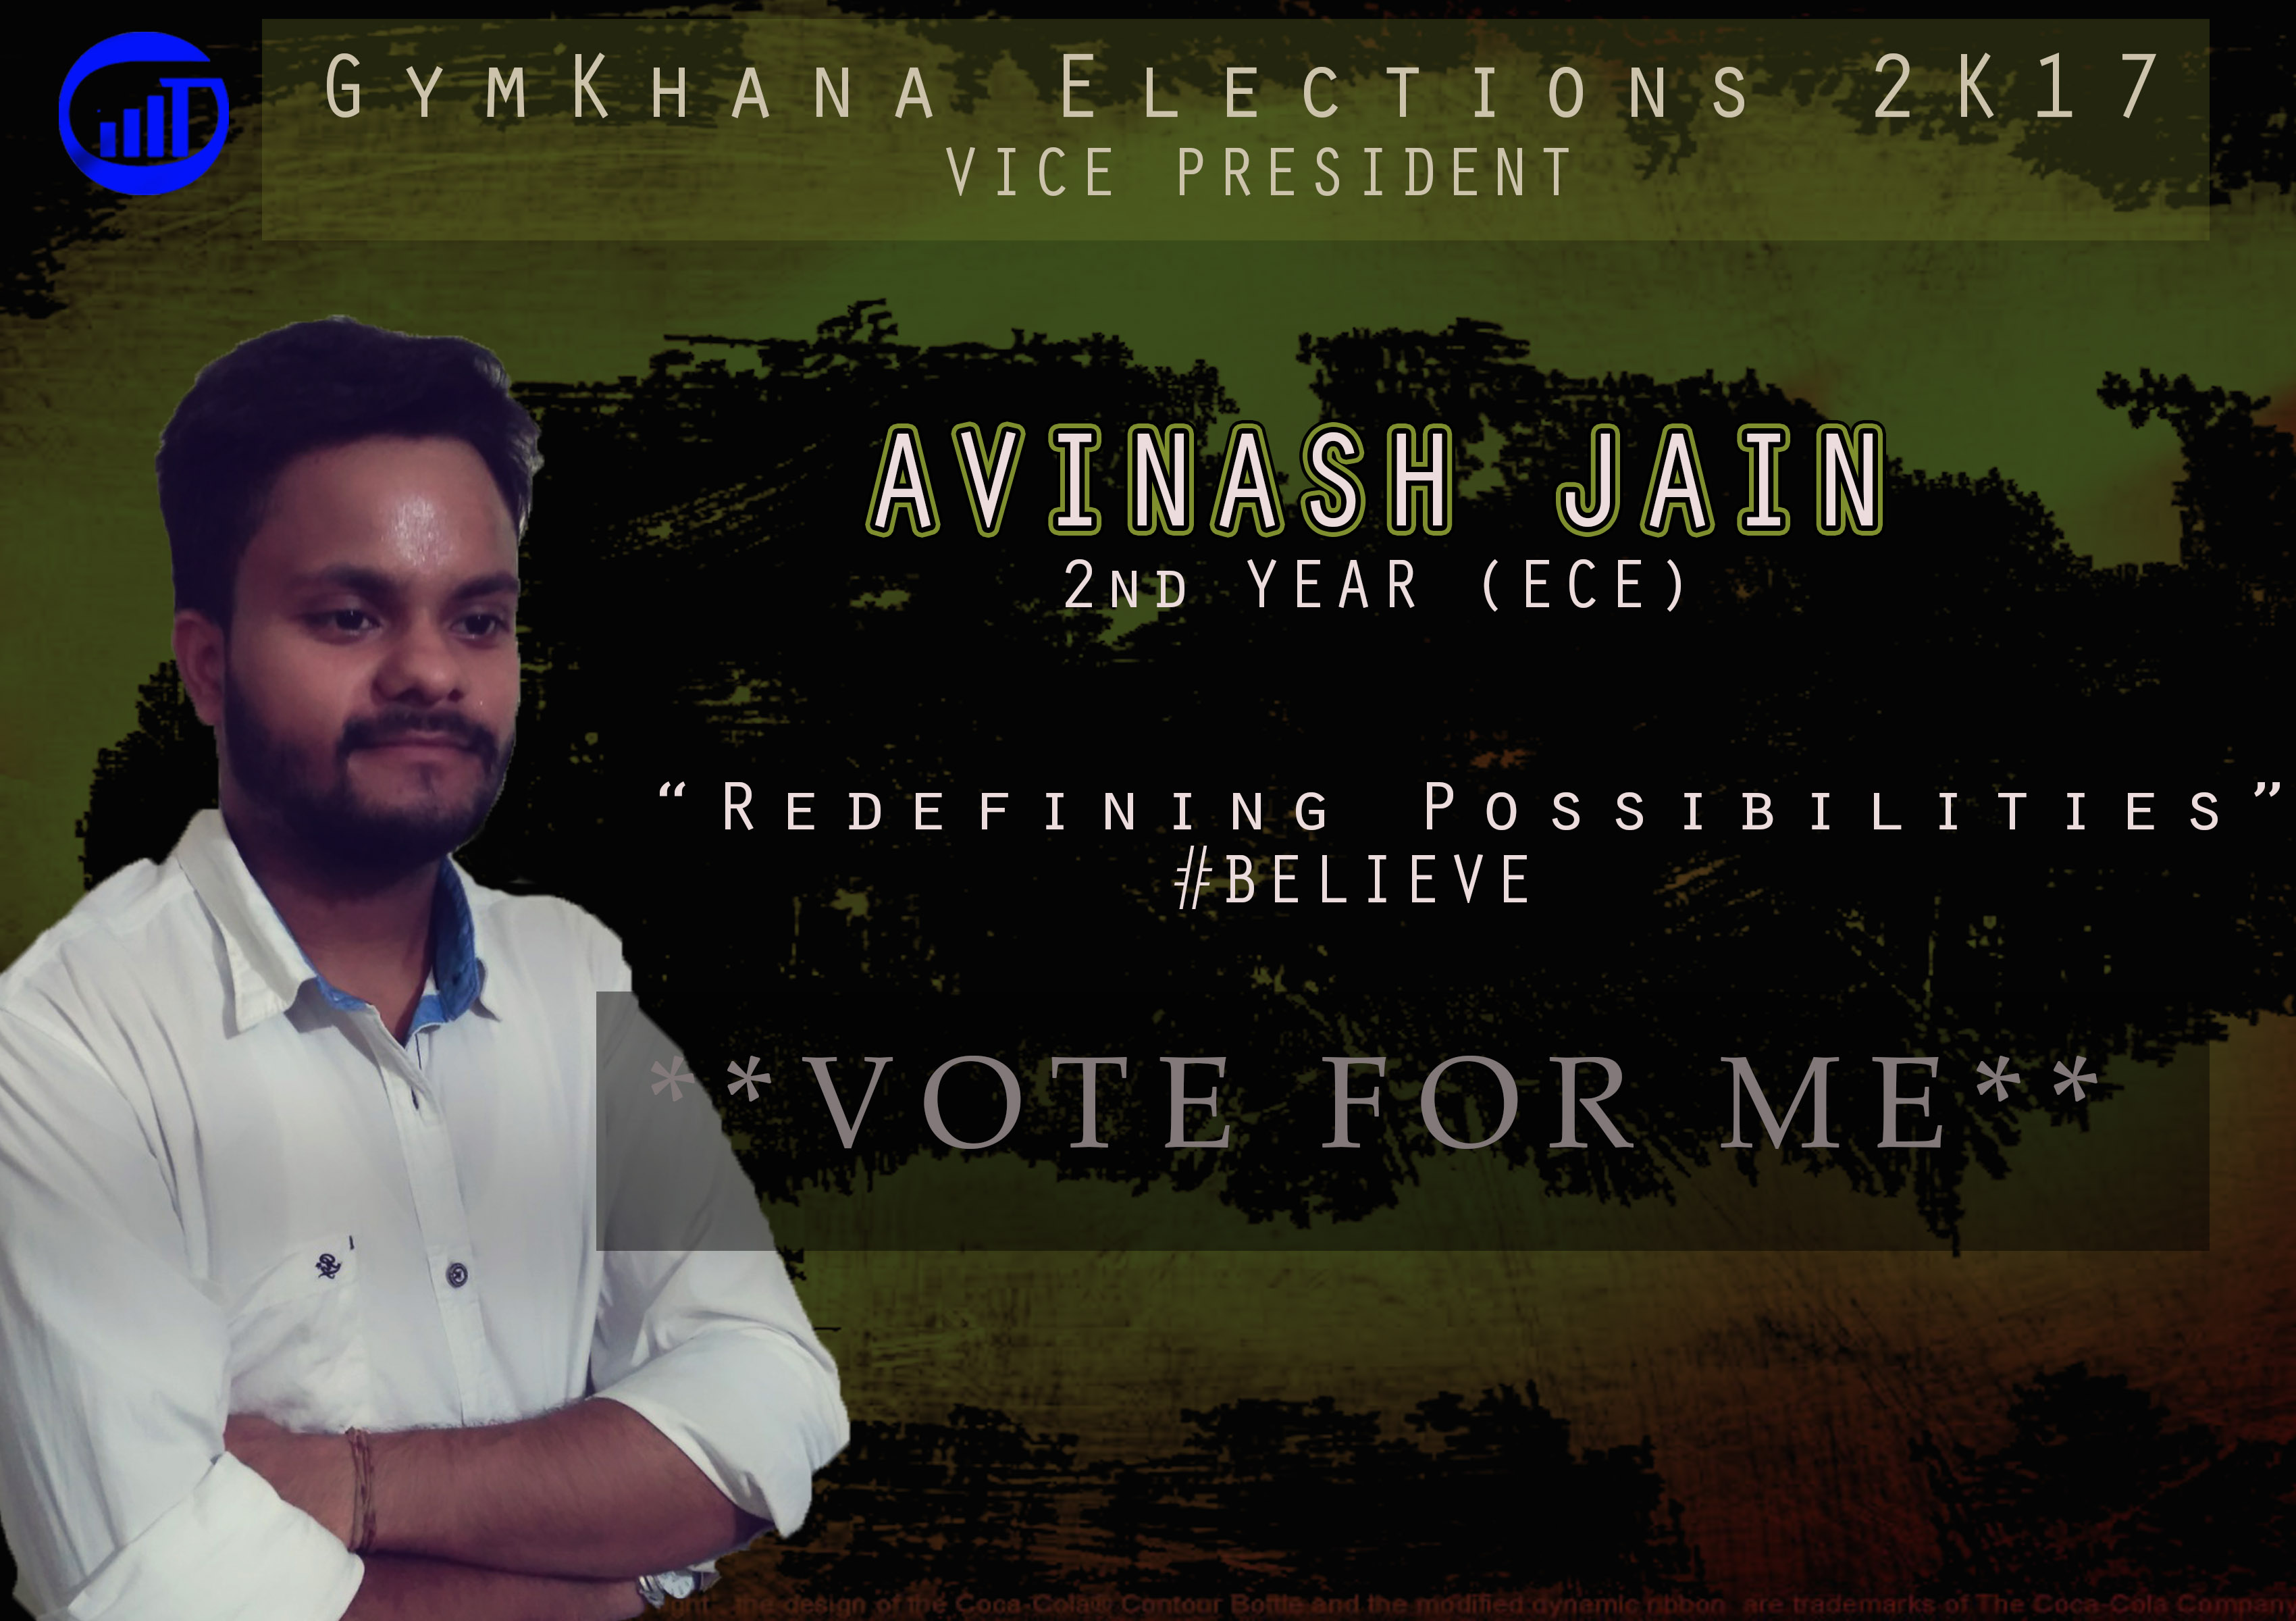 GymKhana Elections 2K17
VICE PRESIDENT
AVINASH JAIN
2nd YEAR (ECE)
“Redefining Possibilities”
#BELIEVE
**VOTE FOR ME**
the design of the Coca-Cola® Contour Bottle and the modified dynamic ribbon are trademarks of The Coca-Cola Company